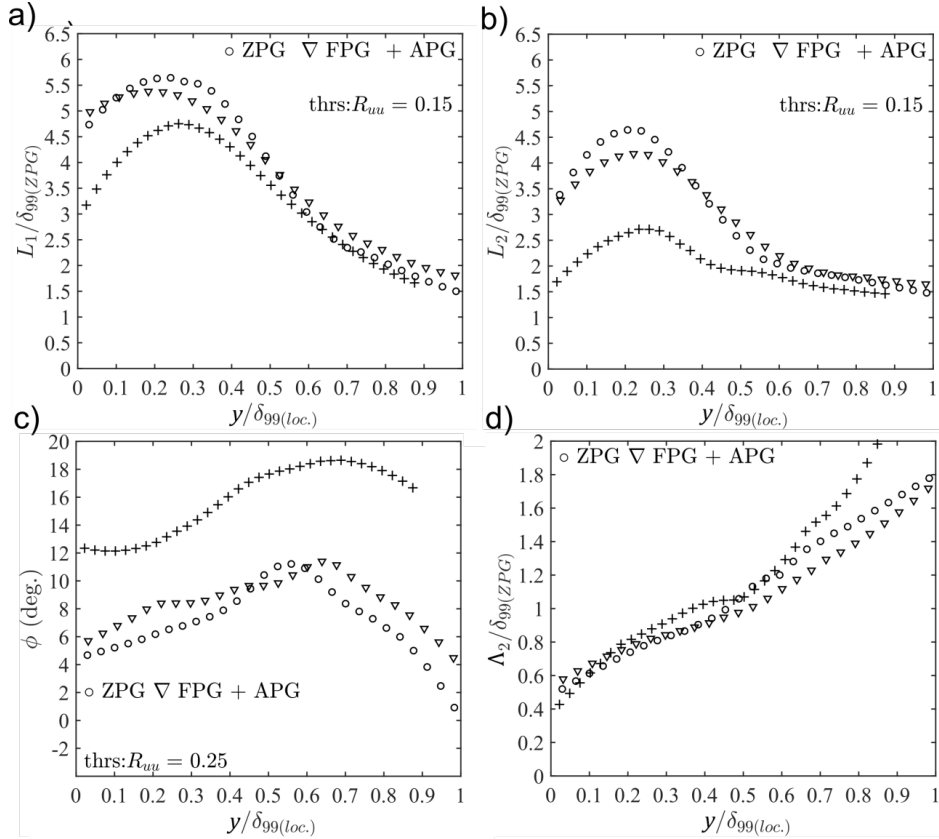 a)
6.5
6
5.5
5
4.5
4
3.5
3
2.5
2
1.5
1
0.5
0
L₁/δ₉₉(ZPG)
○ ZPG ∇ FPG + APG
thrs:Rᵤᵤ = 0.15
0 0.1 0.2 0.3 0.4 0.5 0.6 0.7 0.8 0.9 1
y/δ₉₉(loc.)
b)
6.5
6
5.5
5
4.5
4
3.5
3
2.5
2
1.5
1
0.5
0
L₂/δ₉₉(ZPG)
○ ZPG ∇ FPG + APG
thrs:Rᵤᵤ = 0.15
0 0.1 0.2 0.3 0.4 0.5 0.6 0.7 0.8 0.9 1
y/δ₉₉(loc.)
c)
20
18
16
14
12
10
8
6
4
2
0
-2
ϕ (deg.)
○ ZPG ∇ FPG + APG
thrs:Rᵤᵤ = 0.25
0 0.1 0.2 0.3 0.4 0.5 0.6 0.7 0.8 0.9 1
y/δ₉₉(loc.)
d)
2
1.8
1.6
1.4
1.2
1
0.8
0.6
0.4
0.2
0
Λ₂/δ₉₉(ZPG)
○ ZPG ∇ FPG + APG
0 0.1 0.2 0.3 0.4 0.5 0.6 0.7 0.8 0.9 1
y/δ₉₉(loc.)